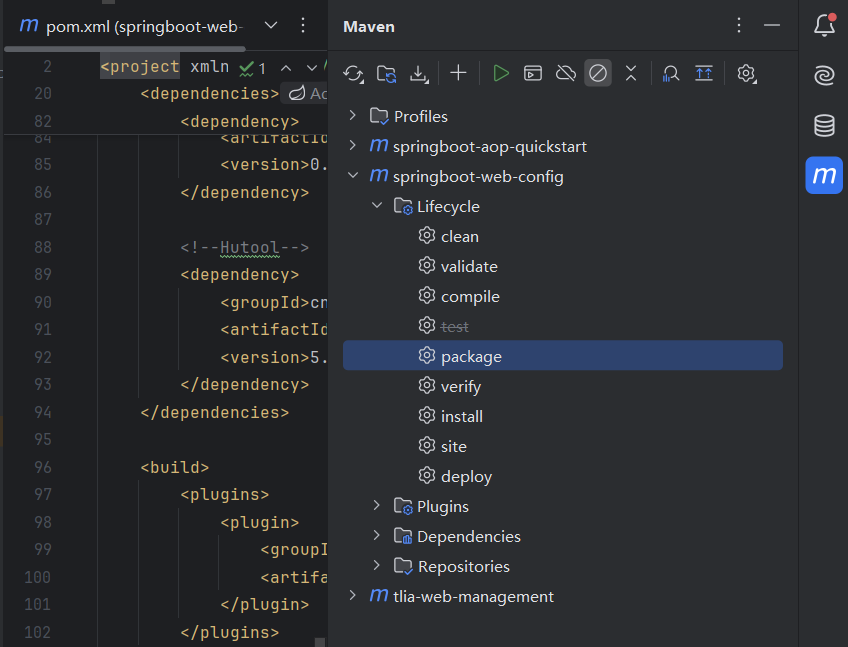 pom.xml (springboot-web-
2 <project xmln 1
20 <dependencies>
82 <dependency>
84 <artifactId
85 <version>0.
86 </dependency>
87
88 <!--Hutool-->
89 <dependency>
90 <groupId>cn
91 <artifactId
92 <version>5.
93 </dependency>
94 </dependencies>
95
96 <build>
97 <plugins>
98 <plugin>
99 <groupI
100 <artifa
101 </plugin>
102 </plugins>
Maven
Profiles
springboot-aop-quickstart
springboot-web-config
Lifecycle
clean
validate
compile
test
package
verify
install
site
deploy
Plugins
Dependencies
Repositories
tlia-web-management